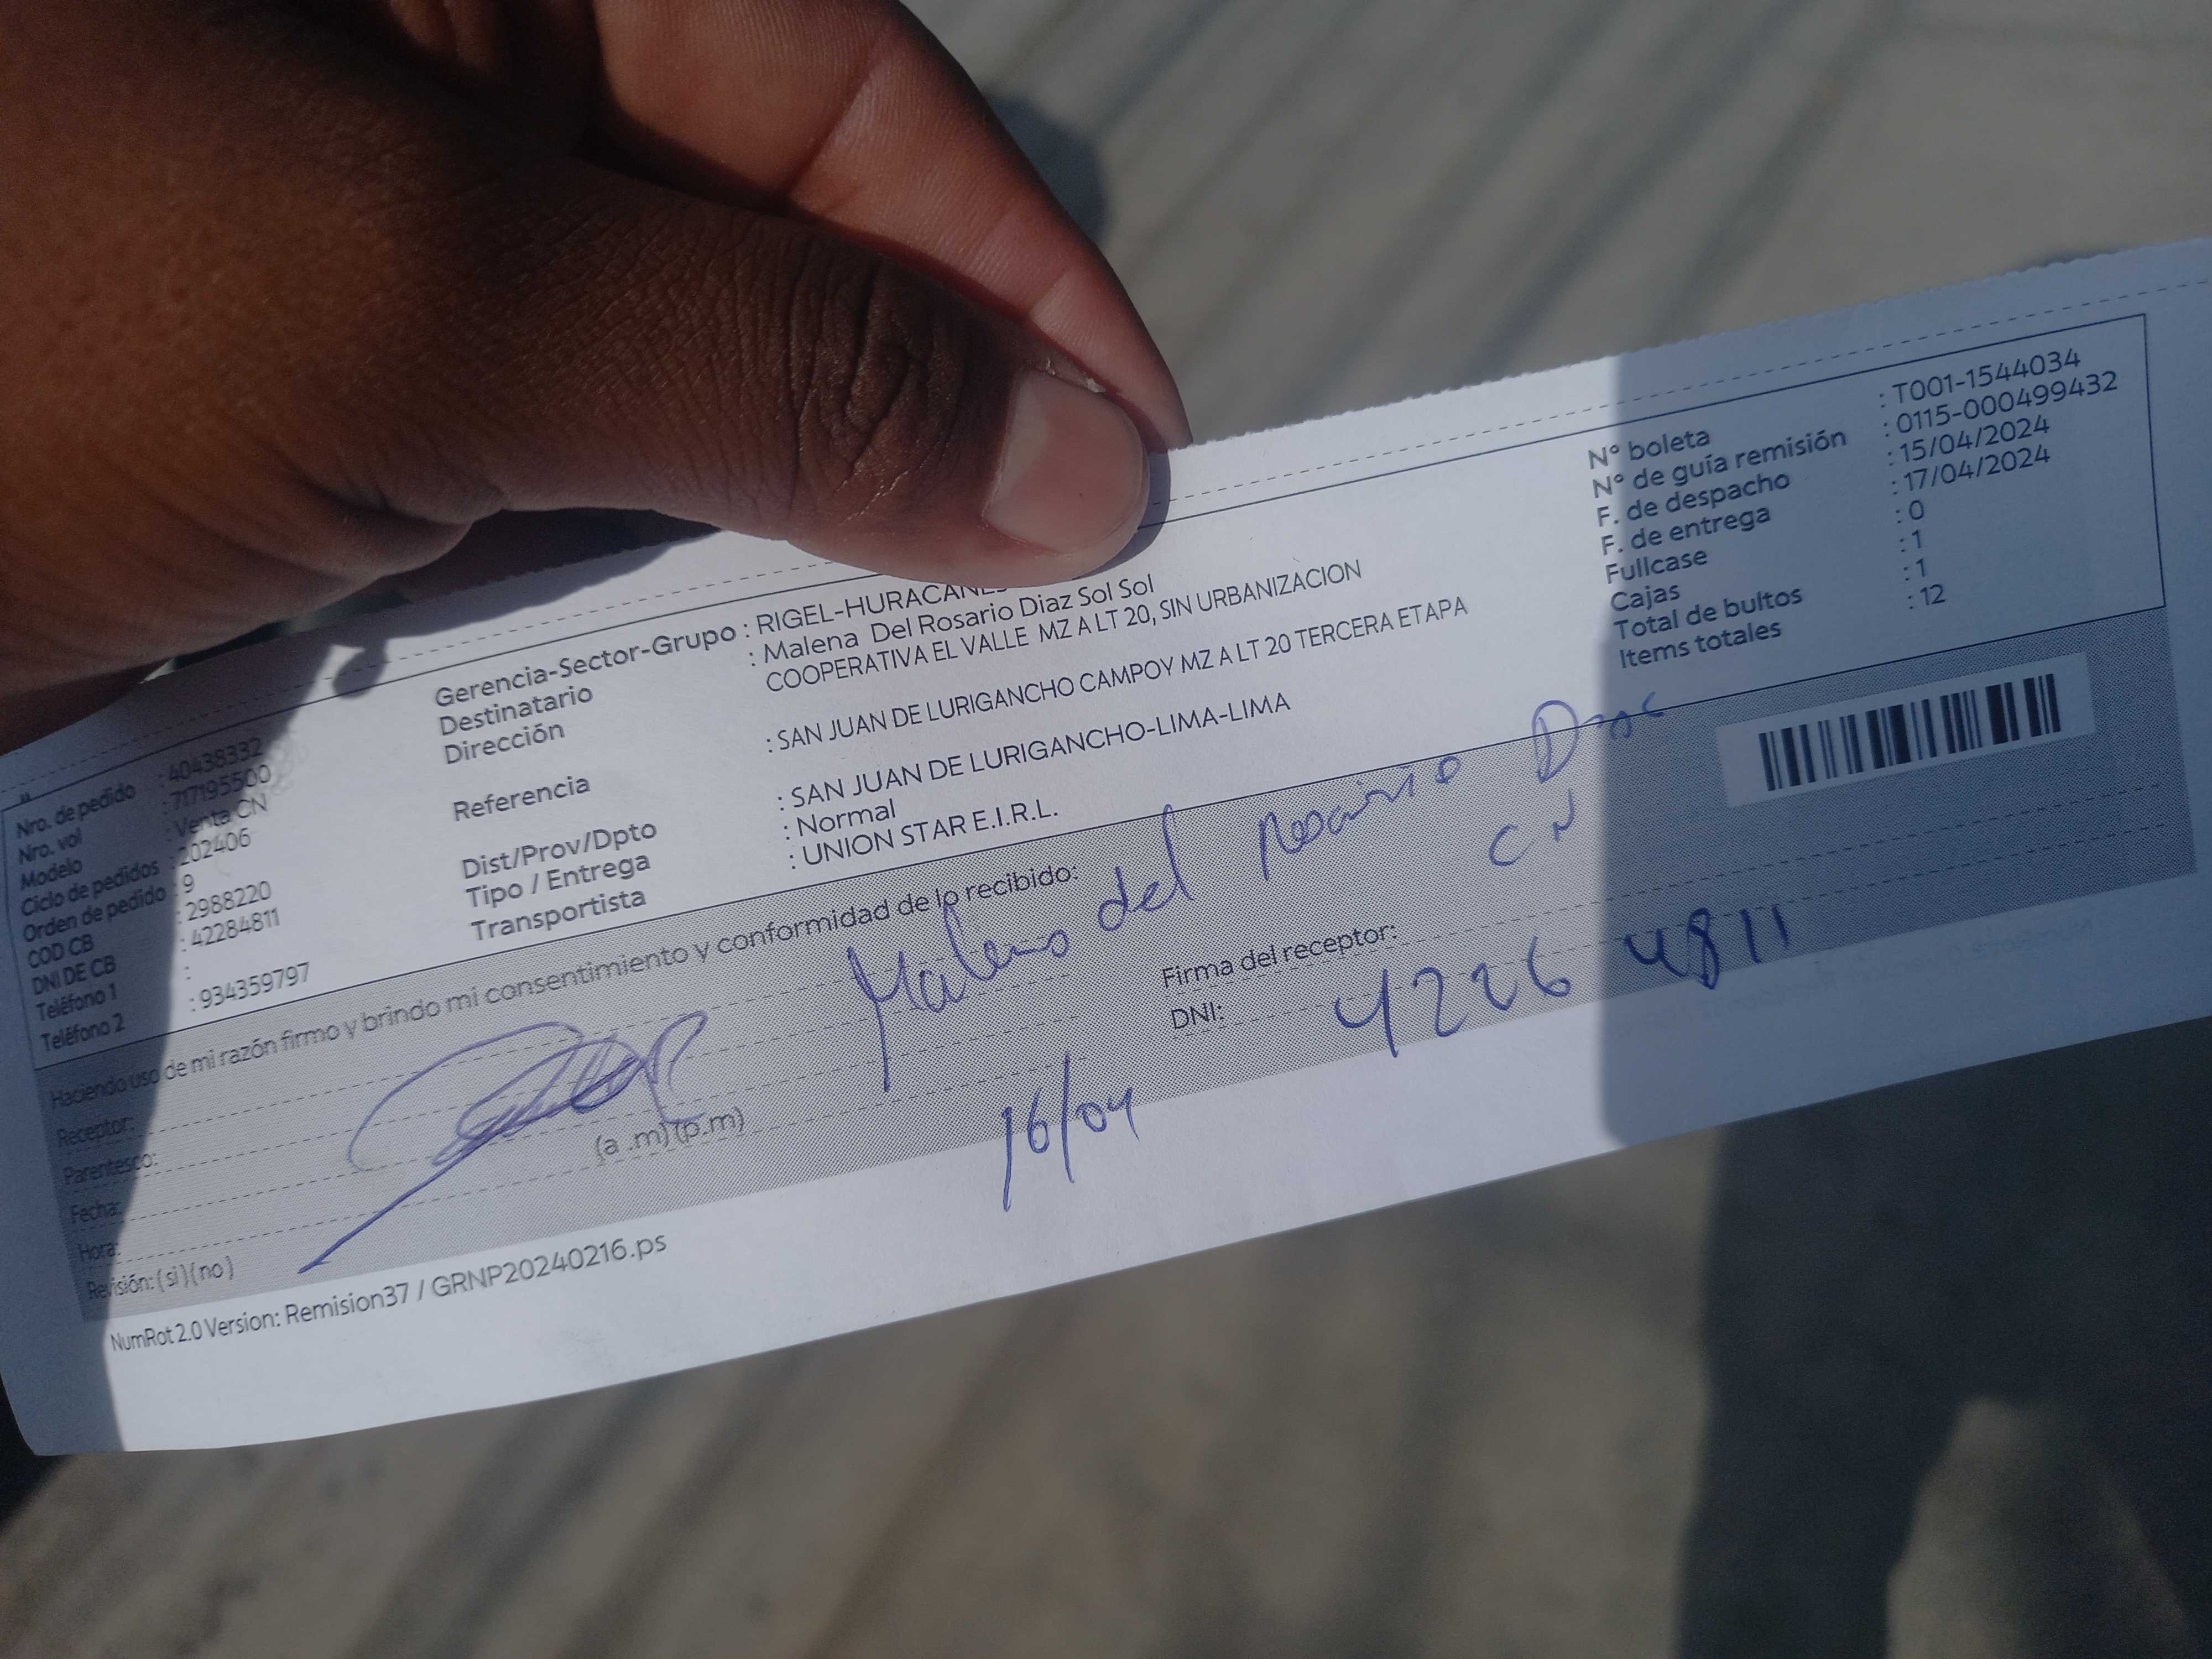 Nro. de pedido : 40438332
Nro. vol : 717195500
Modelo : Venta CN
Ciclo de pedidos : 202406
Orden de pedido : 9
COD CB : 2988220
DNI DE CB : 42284811
Teléfono 1 :
Teléfono 2 : 934359797
Gerencia-Sector-Grupo : RIGEL-HURACANES
Destinatario : Malena Del Rosario Diaz Sol Sol
Dirección COOPERATIVA EL VALLE MZ A LT 20, SIN URBANIZACION
: SAN JUAN DE LURIGANCHO CAMPOY MZ A LT 20 TERCERA ETAPA
Referencia
Dist/Prov/Dpto : SAN JUAN DE LURIGANCHO-LIMA-LIMA
Tipo / Entrega : Normal
Transportista : UNION STAR E.I.R.L.
N° boleta : T001-1544034
N° de guía remisión : 0115-000499432
F. de despacho : 15/04/2024
F. de entrega : 17/04/2024
Fullcase : 0
Cajas : 1
Total de bultos : 1
Items totales : 12
Haciendo uso de mi razón firmo y brindo mi consentimiento y conformidad de lo recibido:
Receptor:
Malena del Rosario
CN
Parentesco:
Firma del receptor:
Fecha:
DNI: 4226 4811
Hora: (a .m) (p.m)
16/04
Revisión: ( si ) ( no )
NumRot 2.0 Version: Remision37 / GRNP20240216.ps